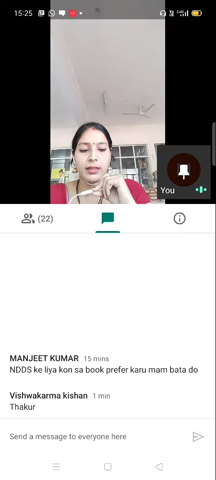 15:25
You
(22)
MANJEET KUMAR 15 mins
NDDS ke liya kon sa book prefer karu mam bata do
Vishwakarma kishan 1 min
Thakur
Send a message to everyone here